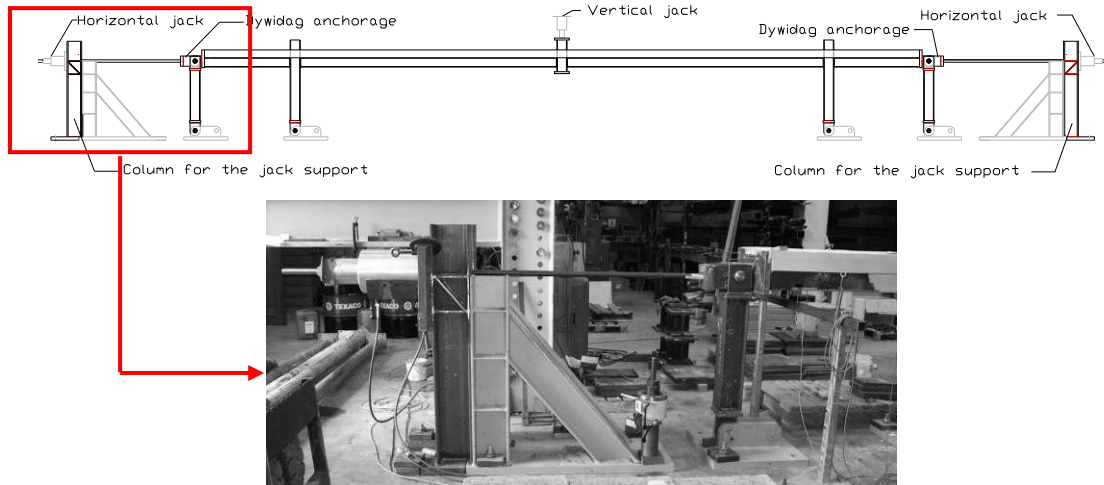 Vertical jack
Horizontal jack
Dywidag anchorage
Dywidag anchorage
Horizontal jack
Column for the jack support
Column for the jack support
TEXACO
TEXACO